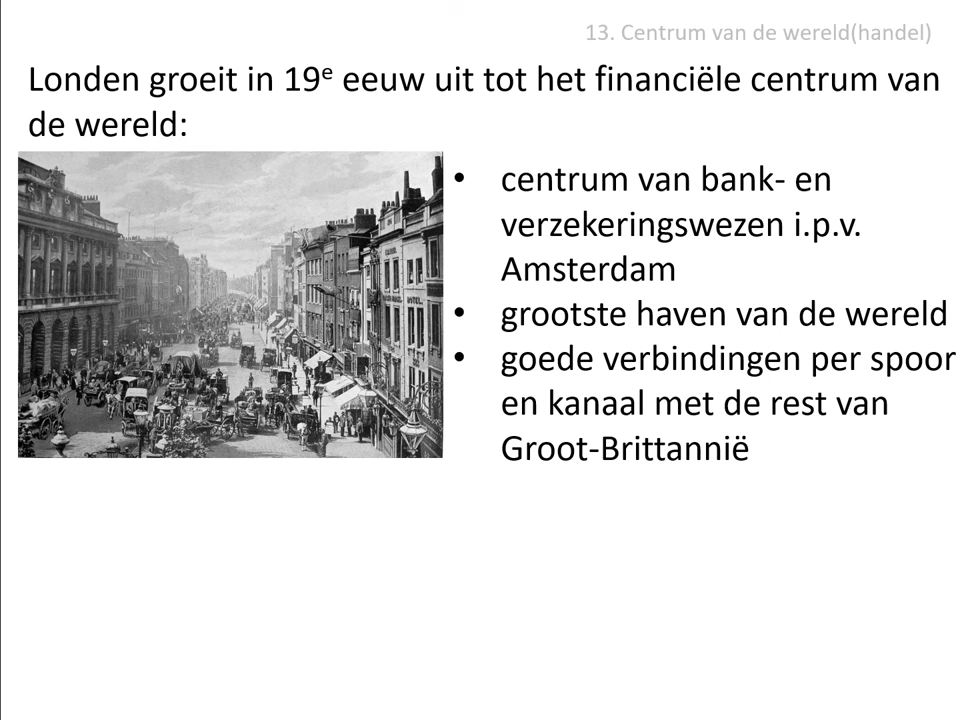 13. Centrum van de wereld(handel)
Londen groeit in 19e eeuw uit tot het financiële centrum van
de wereld:
• centrum van bank- en
verzekeringswezen i.p.v.
Amsterdam
• grootste haven van de wereld
• goede verbindingen per spoor
en kanaal met de rest van
Groot-Brittannië